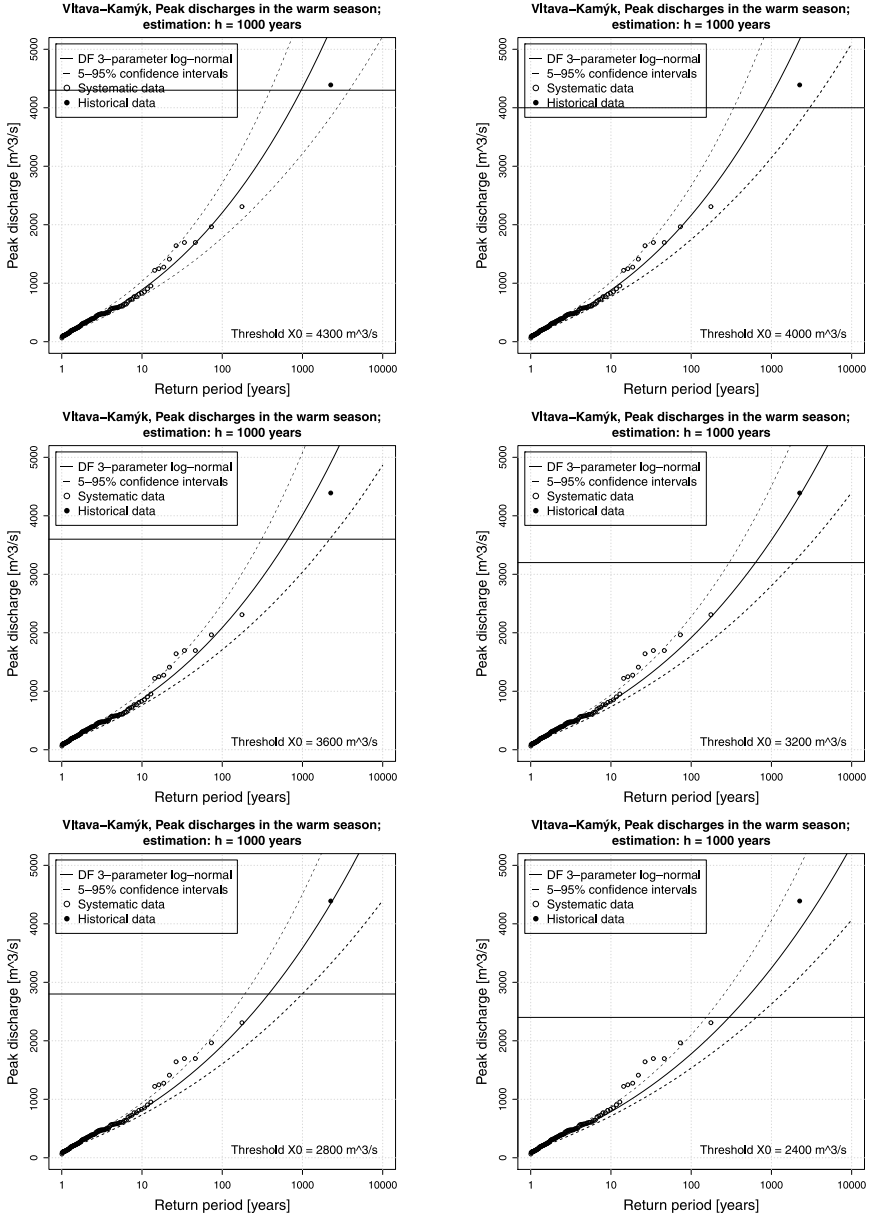 Vltava–Kamýk, Peak discharges in the warm season;
estimation: h = 1000 years
DF 3–parameter log–normal
5–95% confidence intervals
Systematic data
Historical data
Peak discharge [m^3/s]
5000
4000
3000
2000
1000
0
Threshold X0 = 4300 m^3/s
1 10 100 1000 10000
Return period [years]
Vltava–Kamýk, Peak discharges in the warm season;
estimation: h = 1000 years
DF 3–parameter log–normal
5–95% confidence intervals
Systematic data
Historical data
Peak discharge [m^3/s]
5000
4000
3000
2000
1000
0
Threshold X0 = 4000 m^3/s
1 10 100 1000 10000
Return period [years]
Vltava–Kamýk, Peak discharges in the warm season;
estimation: h = 1000 years
DF 3–parameter log–normal
5–95% confidence intervals
Systematic data
Historical data
Peak discharge [m^3/s]
5000
4000
3000
2000
1000
0
Threshold X0 = 3600 m^3/s
1 10 100 1000 10000
Return period [years]
Vltava–Kamýk, Peak discharges in the warm season;
estimation: h = 1000 years
DF 3–parameter log–normal
5–95% confidence intervals
Systematic data
Historical data
Peak discharge [m^3/s]
5000
4000
3000
2000
1000
0
Threshold X0 = 3200 m^3/s
1 10 100 1000 10000
Return period [years]
Vltava–Kamýk, Peak discharges in the warm season;
estimation: h = 1000 years
DF 3–parameter log–normal
5–95% confidence intervals
Systematic data
Historical data
Peak discharge [m^3/s]
5000
4000
3000
2000
1000
0
Threshold X0 = 2800 m^3/s
1 10 100 1000 10000
Return period [years]
Vltava–Kamýk, Peak discharges in the warm season;
estimation: h = 1000 years
DF 3–parameter log–normal
5–95% confidence intervals
Systematic data
Historical data
Peak discharge [m^3/s]
5000
4000
3000
2000
1000
0
Threshold X0 = 2400 m^3/s
1 10 100 1000 10000
Return period [years]